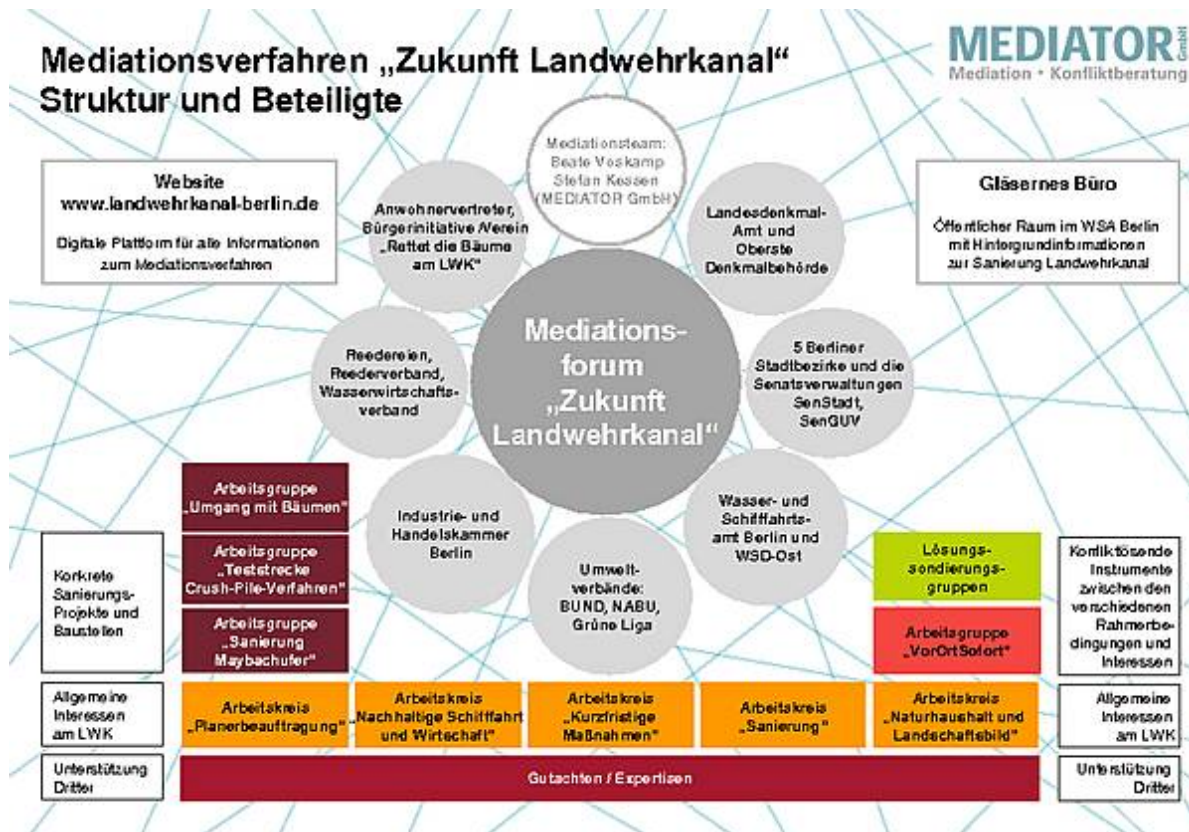 Mediationsverfahren „Zukunft Landwehrkanal“
Struktur und Beteiligte
MEDIATOR GmbH
Mediation • Konfliktberatung
Website
www.landwehrkanal-berlin.de
Digitale Plattform für alle Informationen
zum Mediationsverfahren
Mediationsteam:
Beate Voskamp
Stefan Kessen
(MEDIATOR GmbH)
Gläsernes Büro
Öffentlicher Raum im WSA Berlin
mit Hintergrundinformationen
zur Sanierung Landwehrkanal
Anwohnervertreter,
Bürgerinitiative /Verein
„Rettet die Bäume
am LWK“
Landesdenkmal-
Amt und
Oberste
Denkmalbehörde
Mediations-
forum
„Zukunft
Landwehrkanal“
Reedereien,
Reederverband,
Wasserwirtschafts-
verband
5 Berliner
Stadtbezirke und die
Senatsverwaltungen
SenStadt,
SenGUV
Industrie- und
Handelskammer
Berlin
Umwelt-
verbände:
BUND, NABU,
Grüne Liga
Wasser- und
Schifffahrts-
amt Berlin und
WSD-Ost
Korkrete
Sanierungs-
Projekte und
Baustellen
Arbeitsgruppe
„Umgang mit Bäumen“
Arbeitsgruppe
„Teststrecke
Crush-Pile-Verfahren“
Arbeitsgruppe
„Sanierung
Maybachufer“
Lösungs-
sondierungs-
gruppen
Arbeitsgruppe
„VorOrtSofort“
Konfliktlösende
Instrumente
zwischen den
verschiedenen
Rahmenbe-
dingungen und
Interessen
Allgemeine
Interessen
am LWK
Arbeitskreis
„Planerbeauftragung“
Arbeitskreis
„Nachhaltige Schifffahrt
und Wirtschaft“
Arbeitskreis
„Kurzfristige
Maßnahmen“
Arbeitskreis
„Sanierung“
Arbeitskreis
„Naturhaushalt und
Landschaftsbild“
Allgemeine
Interessen
am LWK
Unterstützung
Dritter
Gutachten / Expertisen
Unterstützung
Dritter